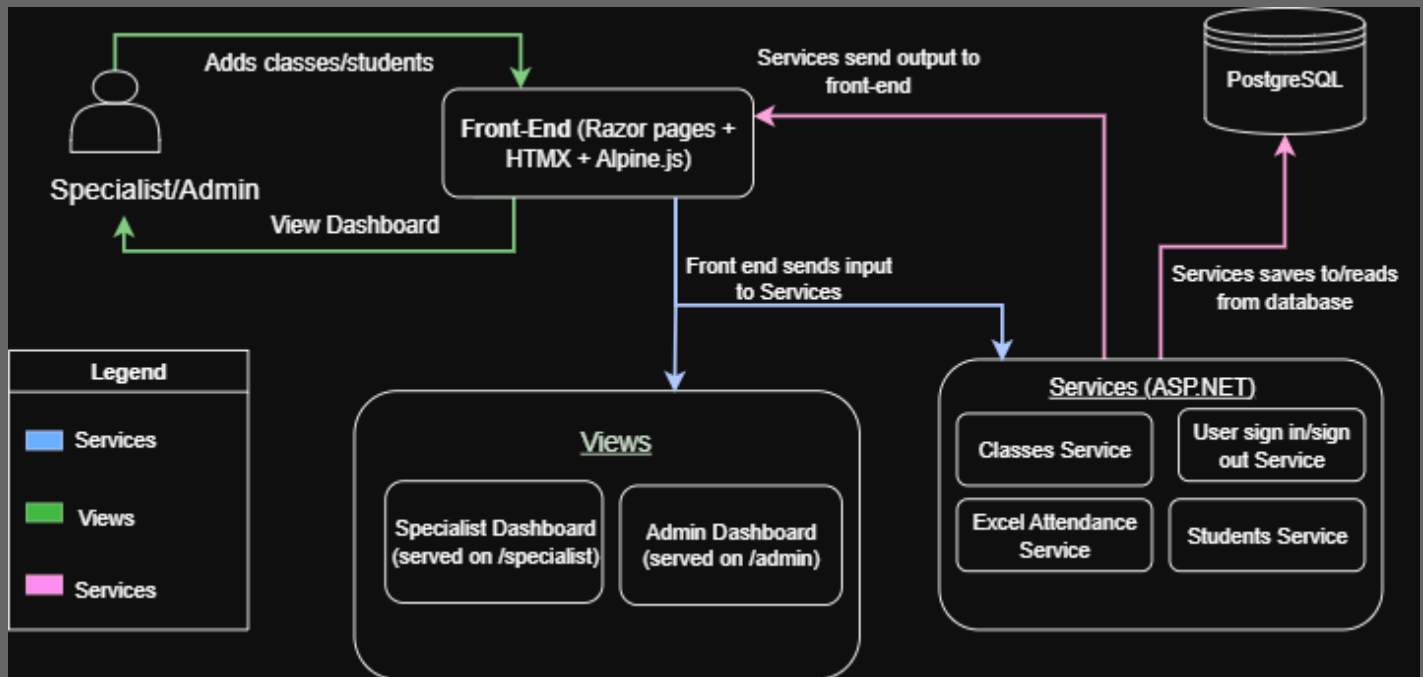 Adds classes/students
Services send output to
front-end
PostgreSQL
Front-End (Razor pages +
HTMX + Alpine.js)
Specialist/Admin
View Dashboard
Front end sends input
to Services
Services saves to/reads
from database
Legend
Services
Views
Services
Views
Specialist Dashboard
(served on /specialist)
Admin Dashboard
(served on /admin)
Services (ASP.NET)
Classes Service
User sign in/sign
out Service
Excel Attendance
Service
Students Service